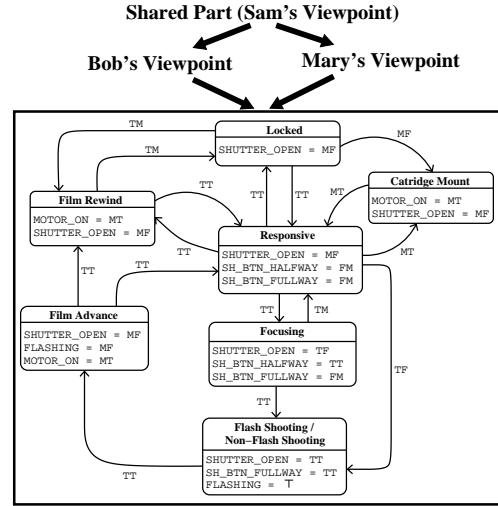 Shared Part (Sam's Viewpoint)
Bob's Viewpoint
Mary's Viewpoint
TM
Locked
SHUTTER_OPEN = MF
MF
TM
TT
TT
TT
MT
Catridge Mount
MOTOR_ON = MT
SHUTTER_OPEN = MF
Film Rewind
MOTOR_ON = MT
SHUTTER_OPEN = MF
TT
Responsive
SHUTTER_OPEN = MF
SH_BTN_HALFWAY = FM
SH_BTN_FULLWAY = FM
MT
TT
TT
Film Advance
SHUTTER_OPEN = MF
FLASHING = MF
MOTOR_ON = MT
TT
TM
Focusing
SHUTTER_OPEN = TF
SH_BTN_HALFWAY = TT
SH_BTN_FULLWAY = FM
TF
TT
Flash Shooting /
Non−Flash Shooting
SHUTTER_OPEN = TT
SH_BTN_FULLWAY = TT
FLASHING = ⊤
TT